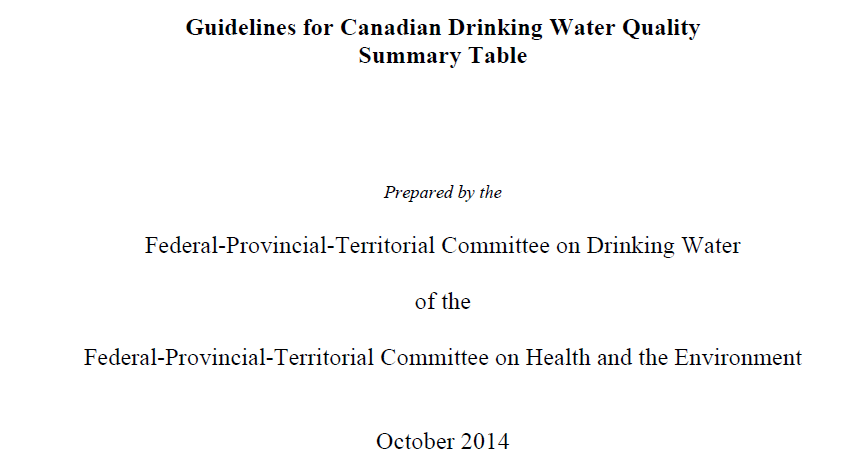 Guidelines for Canadian Drinking Water Quality
Summary Table
Prepared by the
Federal-Provincial-Territorial Committee on Drinking Water
of the
Federal-Provincial-Territorial Committee on Health and the Environment
October 2014